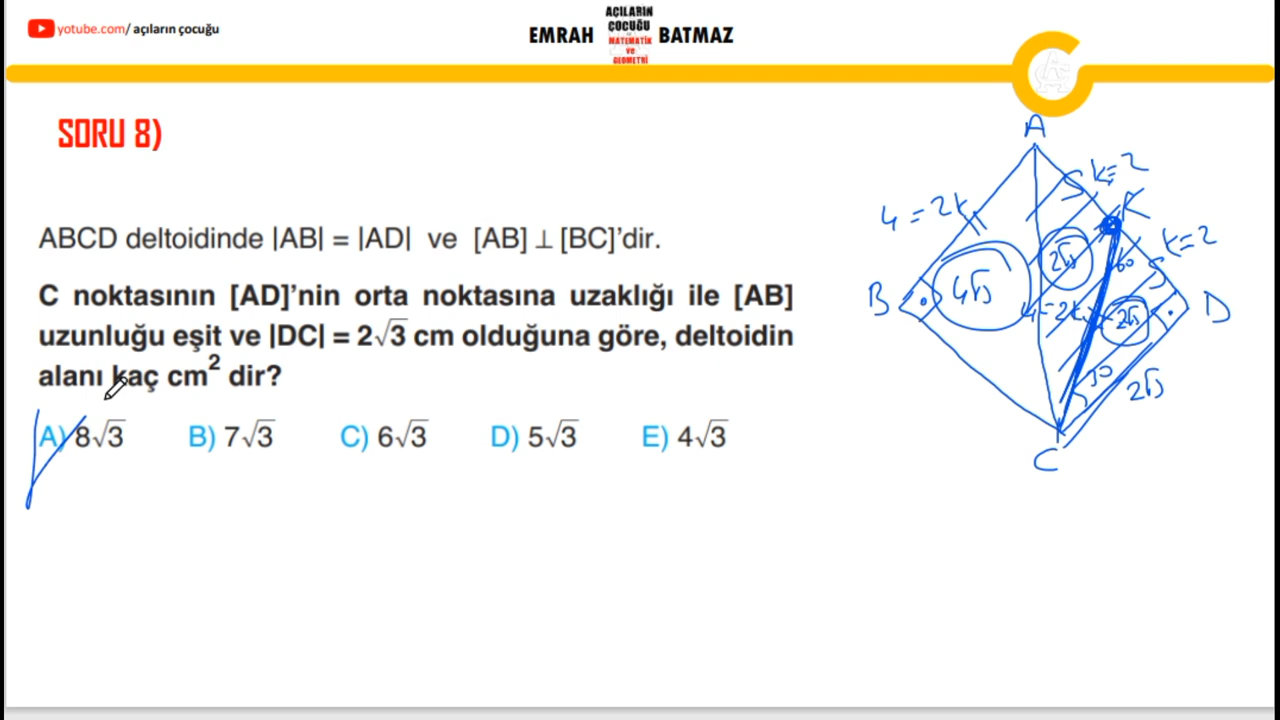 yotube.com/ açıların çocuğu
EMRAH
AÇILARIN
ÇOCUĞU
MATEMATİK
ve
GEOMETRİ
BATMAZ
SORU 8)
ABCD deltoidinde |AB| = |AD| ve [AB] ⊥ [BC]'dir.
C noktasının [AD]'nin orta noktasına uzaklığı ile [AB]
uzunluğu eşit ve |DC| = 2√3 cm olduğuna göre, deltoidin
alanı kaç cm² dir?
A) 8√3 B) 7√3 C) 6√3 D) 5√3 E) 4√3
A
k=2
4 = 2k
K
k=2
2√3
60
B
4√3
4=2k
2√3
D
30
2√3
C